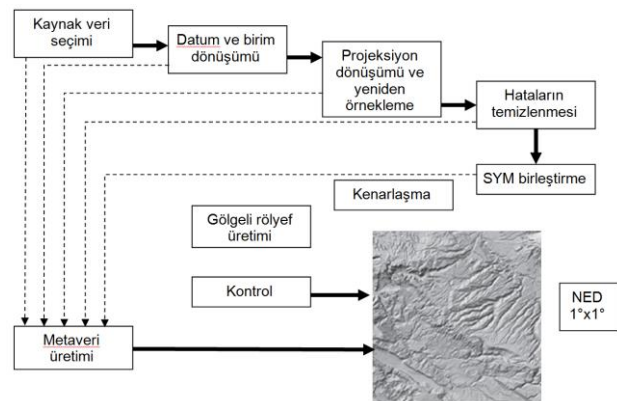 Kaynak veri
seçimi
Datum ve birim
dönüşümü
Projeksiyon
dönüşümü ve
yeniden
örnekleme
Hataların
temizlenmesi
SYM birleştirme
Kenarlaşma
Gölgeli rölyef
üretimi
Kontrol
NED
1°x1°
Metaveri
üretimi